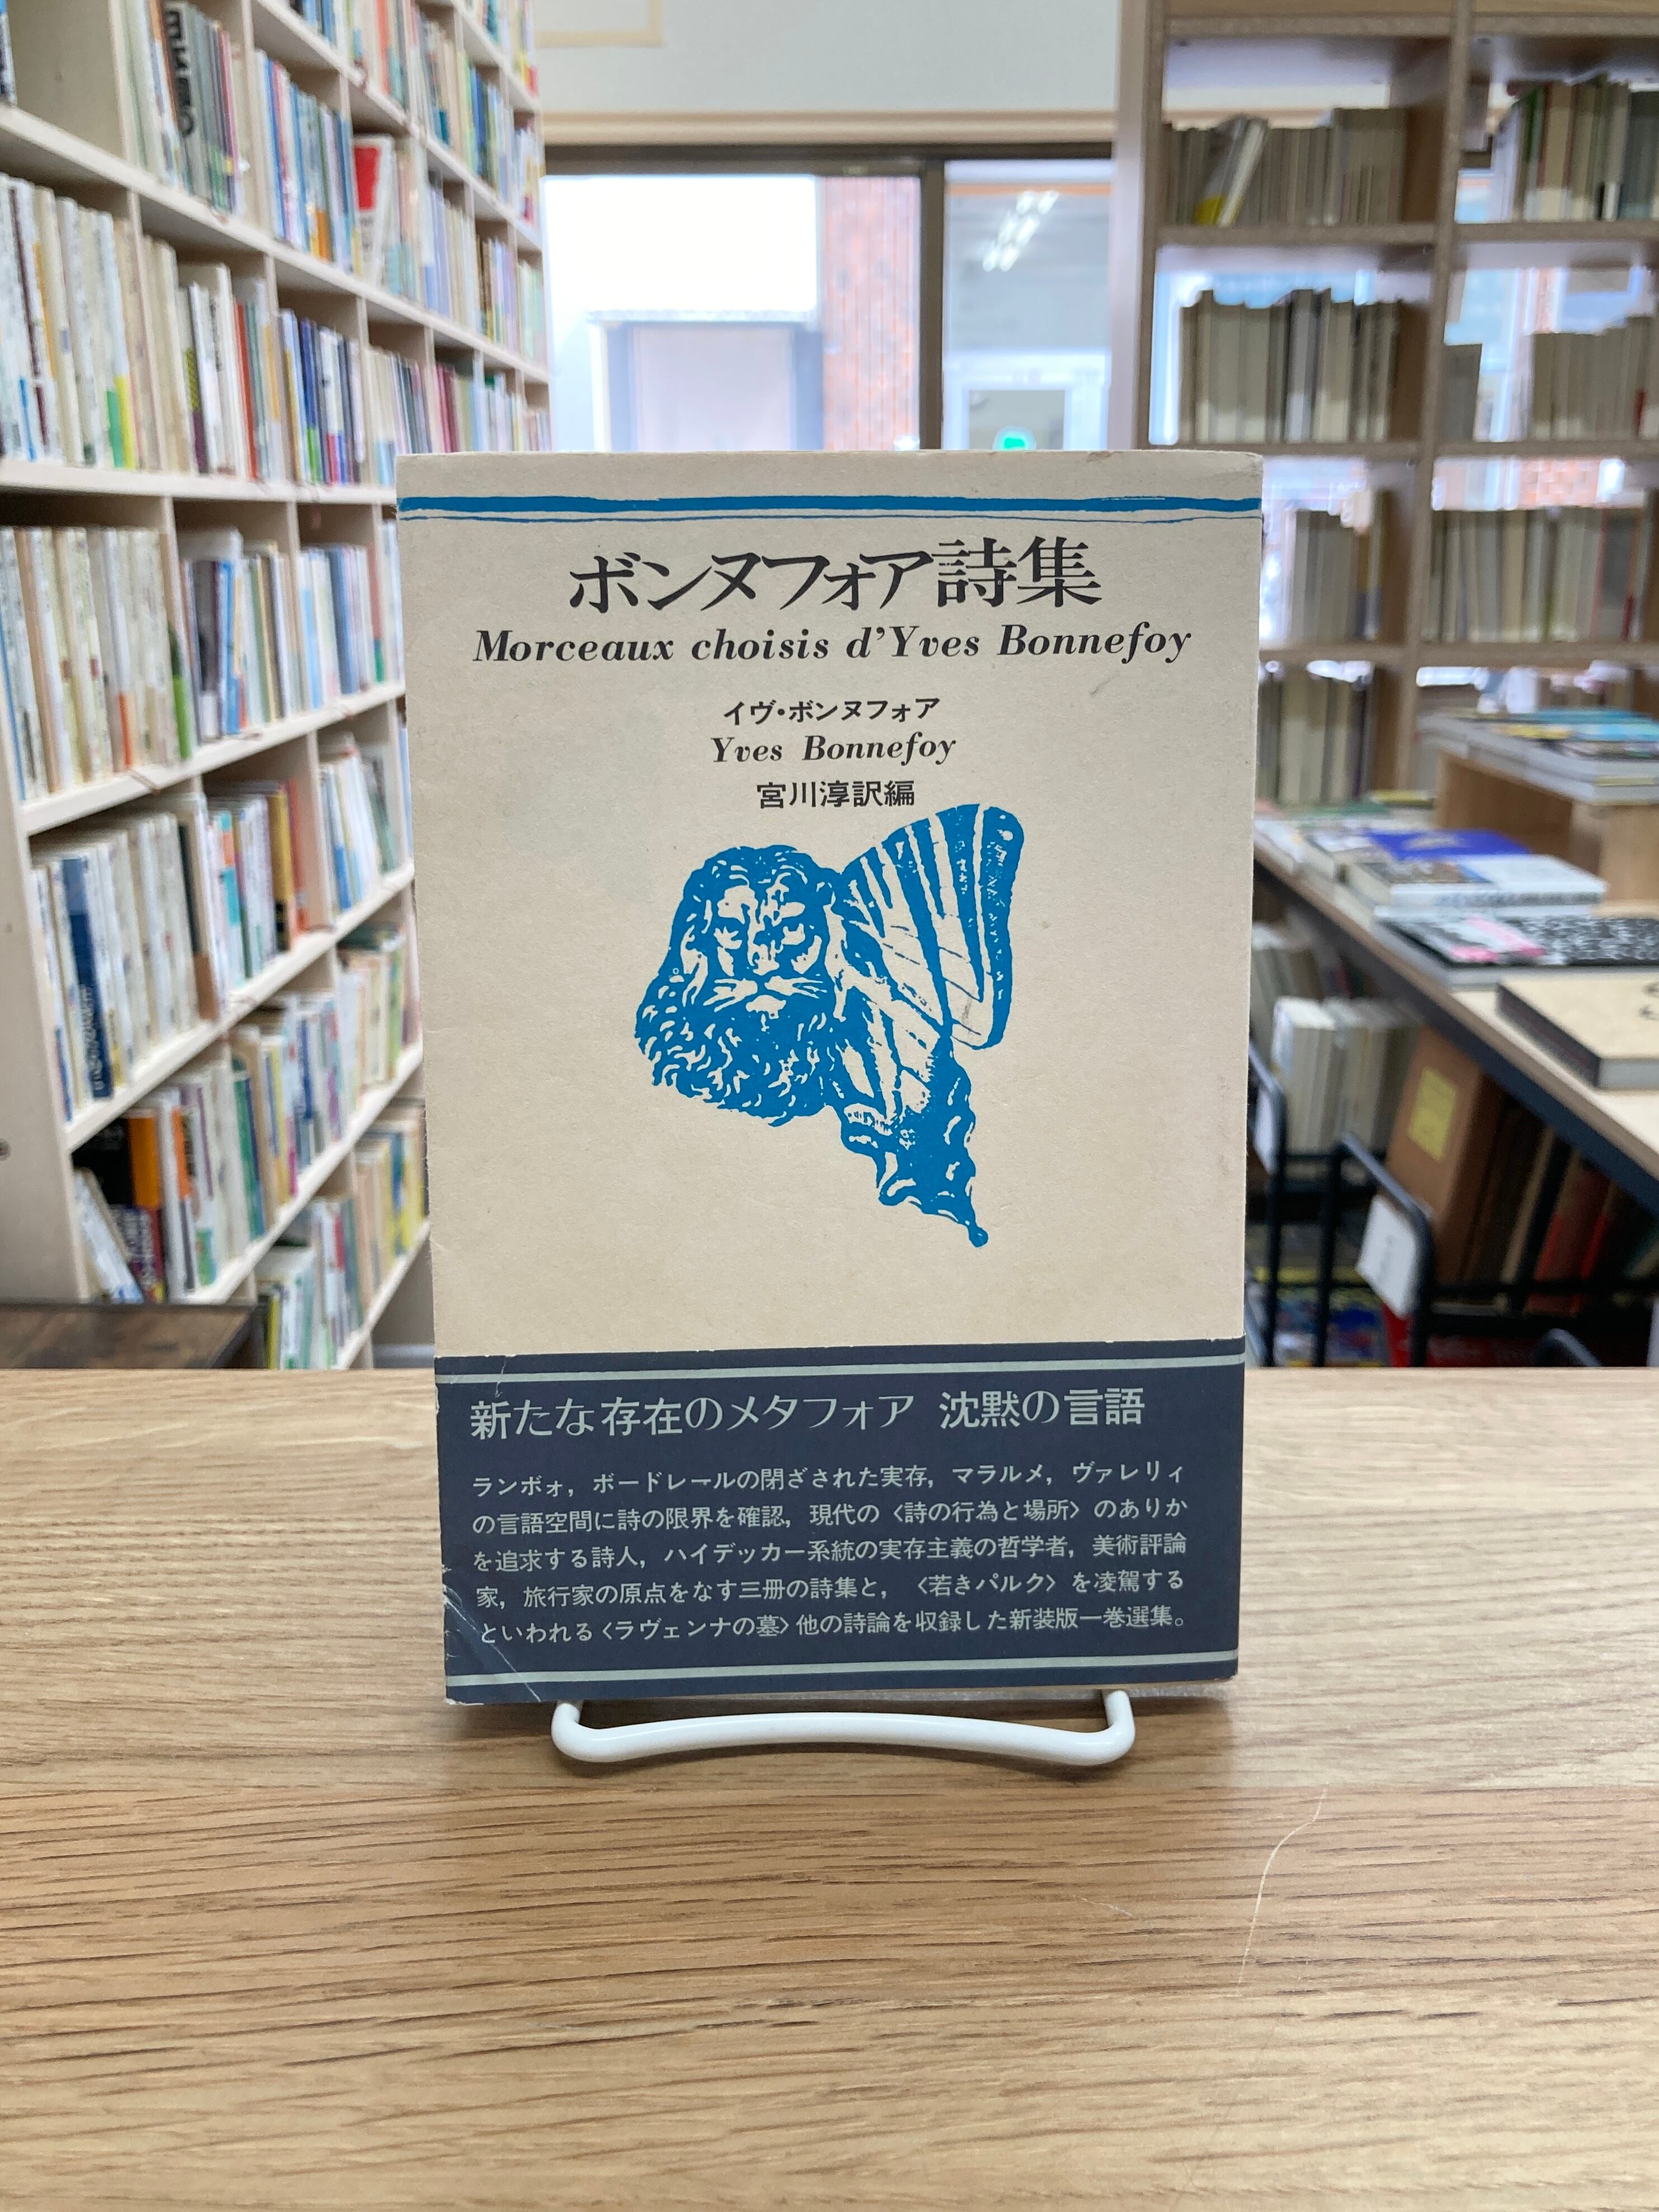 ボンヌフォア詩集
Morceaux choisis d'Yves Bonnefoy
イヴ・ボンヌフォア
Yves Bonnefoy
宮川淳訳編
新たな存在のメタフォア 沈黙の言語
ランボォ，ボードレールの閉ざされた実存，マラルメ，ヴァレリィ
の言語空間に詩の限界を確認，現代の〈詩の行為と場所〉のありか
を追求する詩人，ハイデッカー系統の実存主義の哲学者，美術評論
家，旅行家の原点をなす三冊の詩集と，〈若きパルク〉を凌駕する
といわれる〈ラヴェンナの墓〉他の詩論を収録した新装版一巻選集。